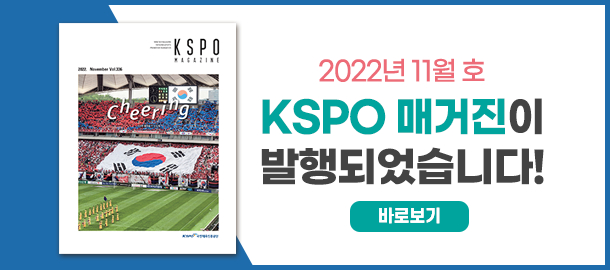 KSPO
MAGAZINE
2022. November Vol.336
Cheering
2022년 11월 호
KSPO 매거진이
발행되었습니다!
바로보기